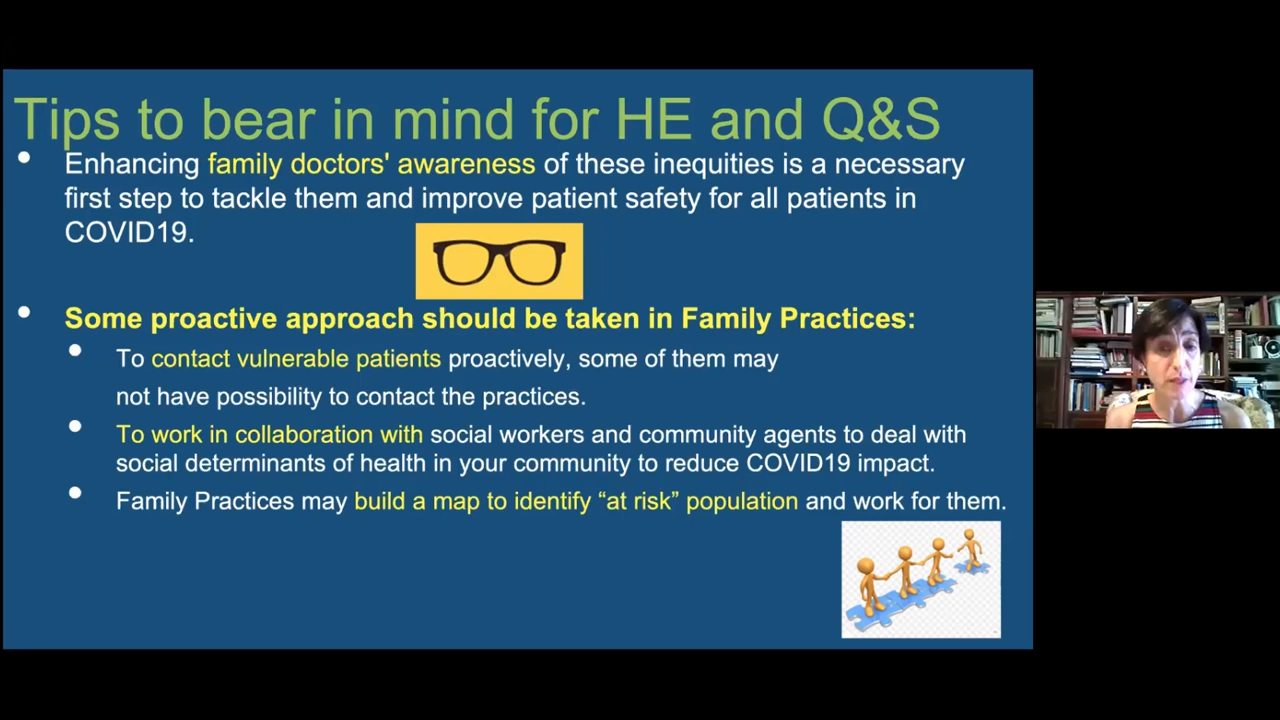 Tips to bear in mind for HE and Q&S
• Enhancing family doctors' awareness of these inequities is a necessary
first step to tackle them and improve patient safety for all patients in
COVID19.
• Some proactive approach should be taken in Family Practices:
• To contact vulnerable patients proactively, some of them may
not have possibility to contact the practices.
• To work in collaboration with social workers and community agents to deal with
social determinants of health in your community to reduce COVID19 impact.
• Family Practices may build a map to identify “at risk” population and work for them.